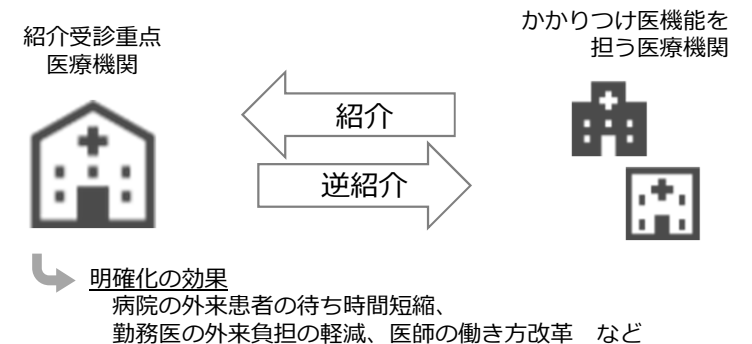 紹介受診重点
医療機関
かかりつけ医機能を
担う医療機関
紹介
逆紹介
明確化の効果
病院の外来患者の待ち時間短縮、
勤務医の外来負担の軽減、医師の働き方改革　など